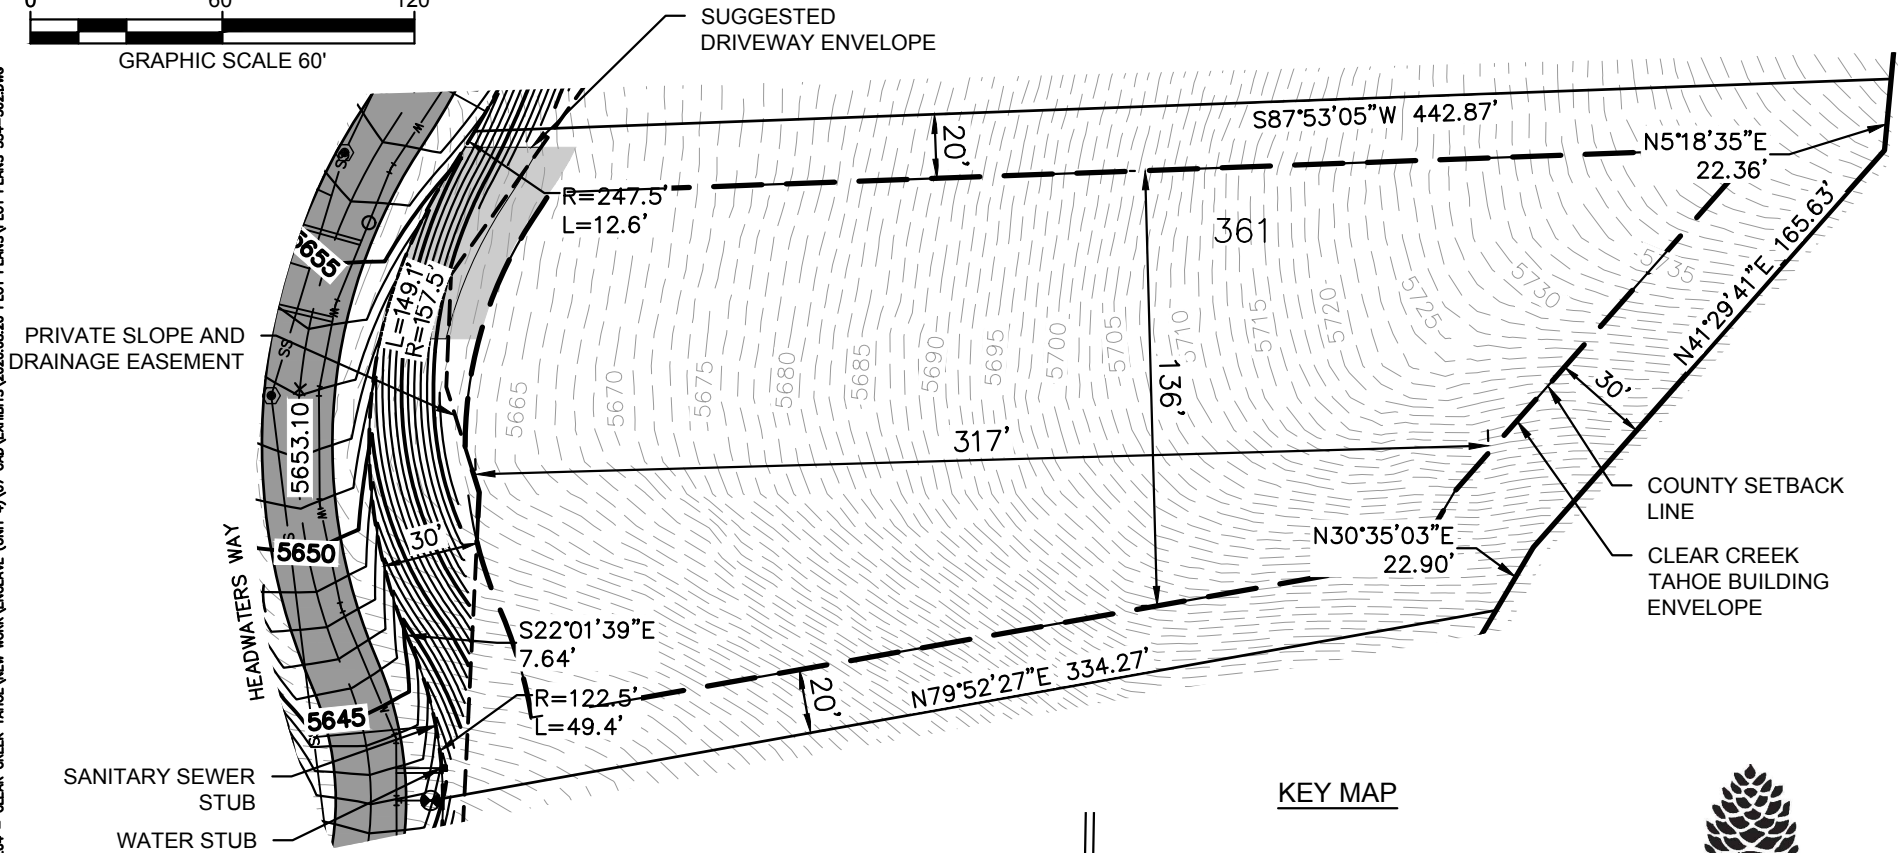 0 60 120
GRAPHIC SCALE 60'
SUGGESTED
DRIVEWAY ENVELOPE
S87°53'05"W 442.87'
20'
N5°18'35"E
22.36'
R=247.5'
L=12.6'
361
N41°29'41"E 165.63'
5655
L=149.1'
R=157.5'
PRIVATE SLOPE AND
DRAINAGE EASEMENT
5665
5670
5675
5680
5685
5690
5695
5700
5705
5710
5715
5720
5725
5730
5735
136'
30'
317'
5653.10
COUNTY SETBACK
LINE
30'
5650
N30°35'03"E
22.90'
CLEAR CREEK
TAHOE BUILDING
ENVELOPE
HEADWATERS WAY
S22°01'39"E
7.64'
R=122.5'
L=49.4'
20'
N79°52'27"E 334.27'
5645
SANITARY SEWER
STUB
WATER STUB
KEY MAP
SS
SS
W
W
W